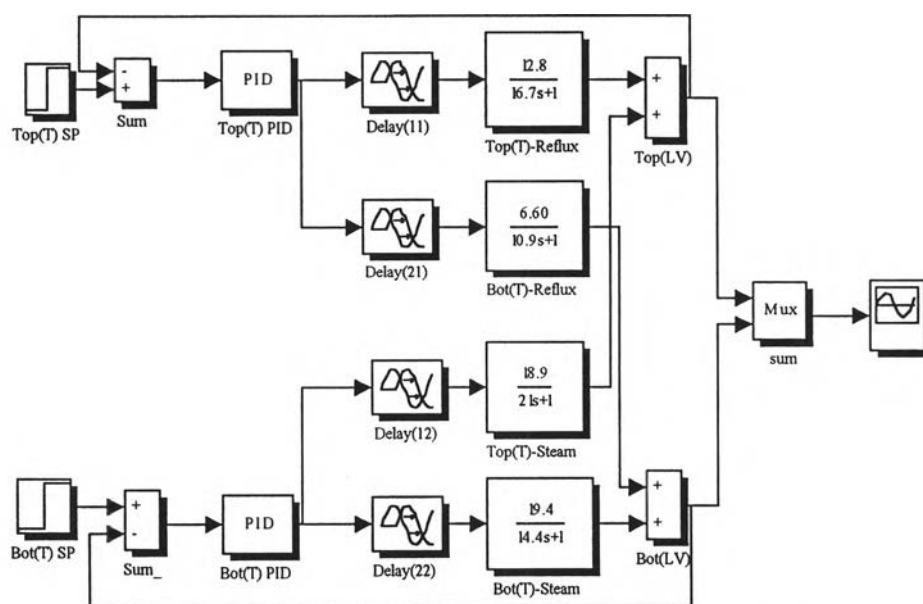 -
+
Top(T) SP
Sum
PID
Top(T) PID
Delay(11)
12.8
16.7s+1
Top(T)-Reflux
+
+
Top(LV)
Delay(21)
6.60
10.9s+1
Bot(T)-Reflux
Mux
sum
Delay(12)
18.9
21s+1
Top(T)-Steam
Bot(T) SP
+
-
Sum_
PID
Bot(T) PID
Delay(22)
19.4
14.4s+1
Bot(T)-Steam
+
+
Bot(LV)